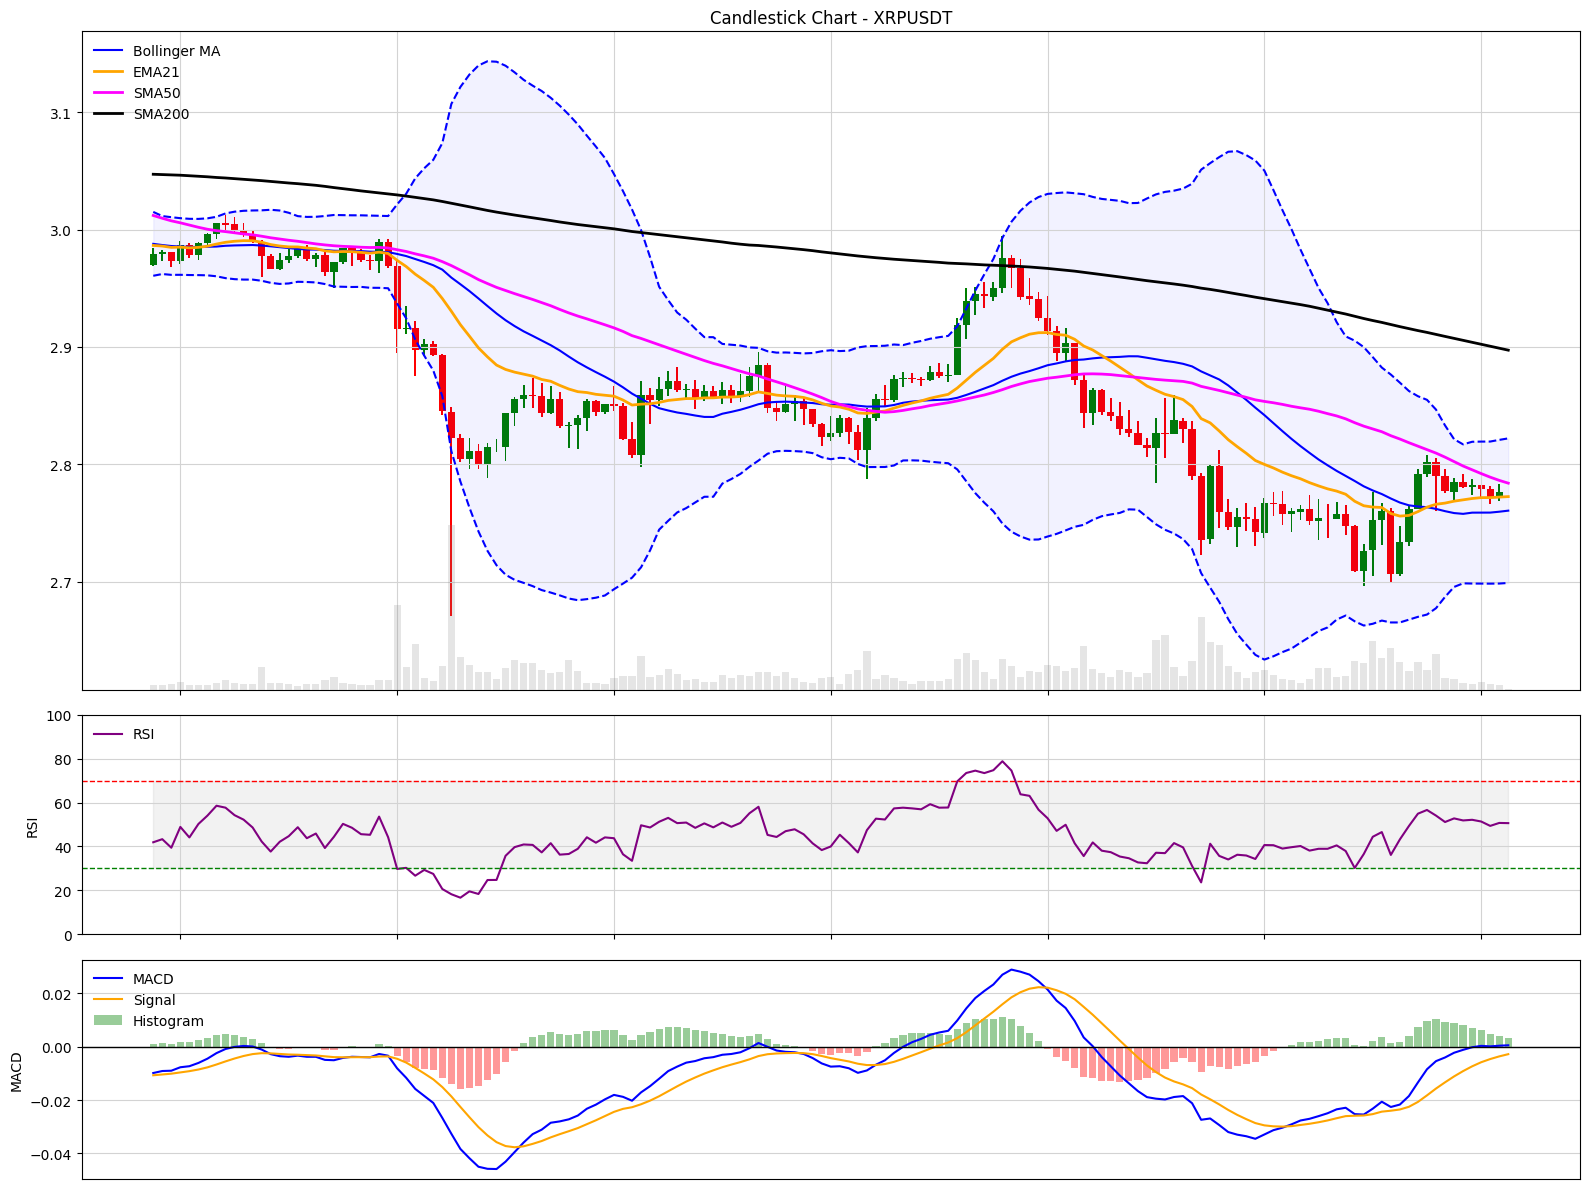 Candlestick Chart - XRPUSDT
Bollinger MA
EMA21
SMA50
SMA200
3.1
3.0
2.9
2.8
2.7
RSI
100
80
60
40
20
0
RSI
MACD
Signal
Histogram
0.02
0.00
−0.02
−0.04
MACD